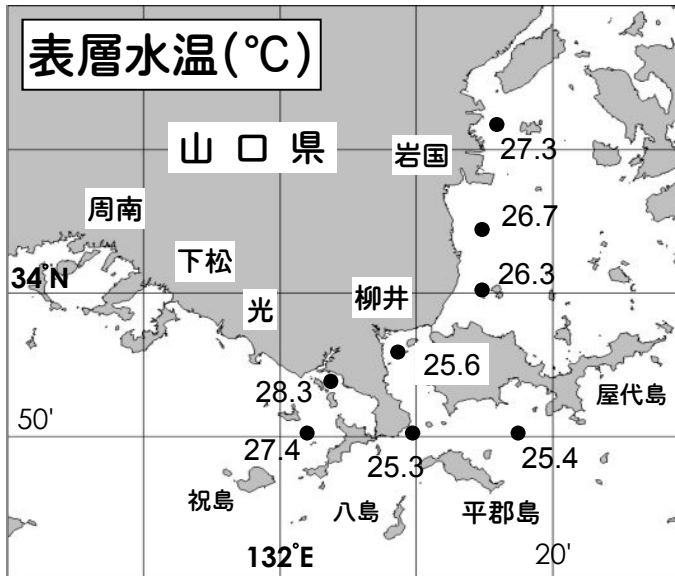 表層水温(℃)
山口県
岩国
27.3
周南
26.7
下松
34°N
26.3
光
柳井
25.6
28.3
屋代島
50'
27.4
25.3
25.4
祝島
八島
平郡島
132°E
20'